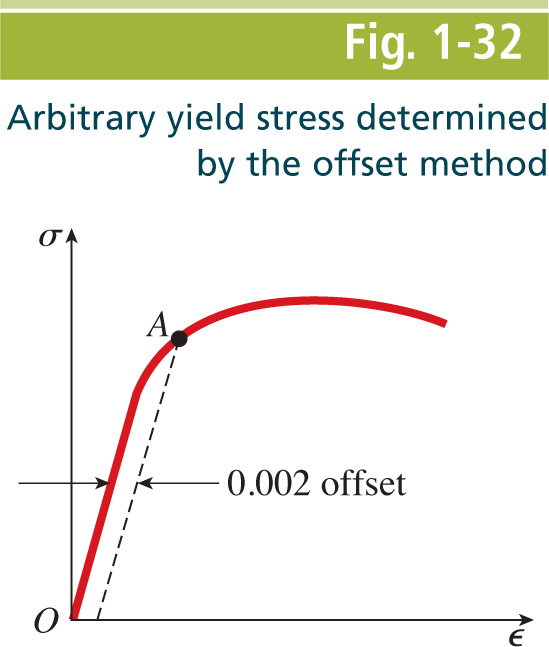 Fig. 1-32
Arbitrary yield stress determined
by the offset method
σ
A
0.002 offset
O
ϵ